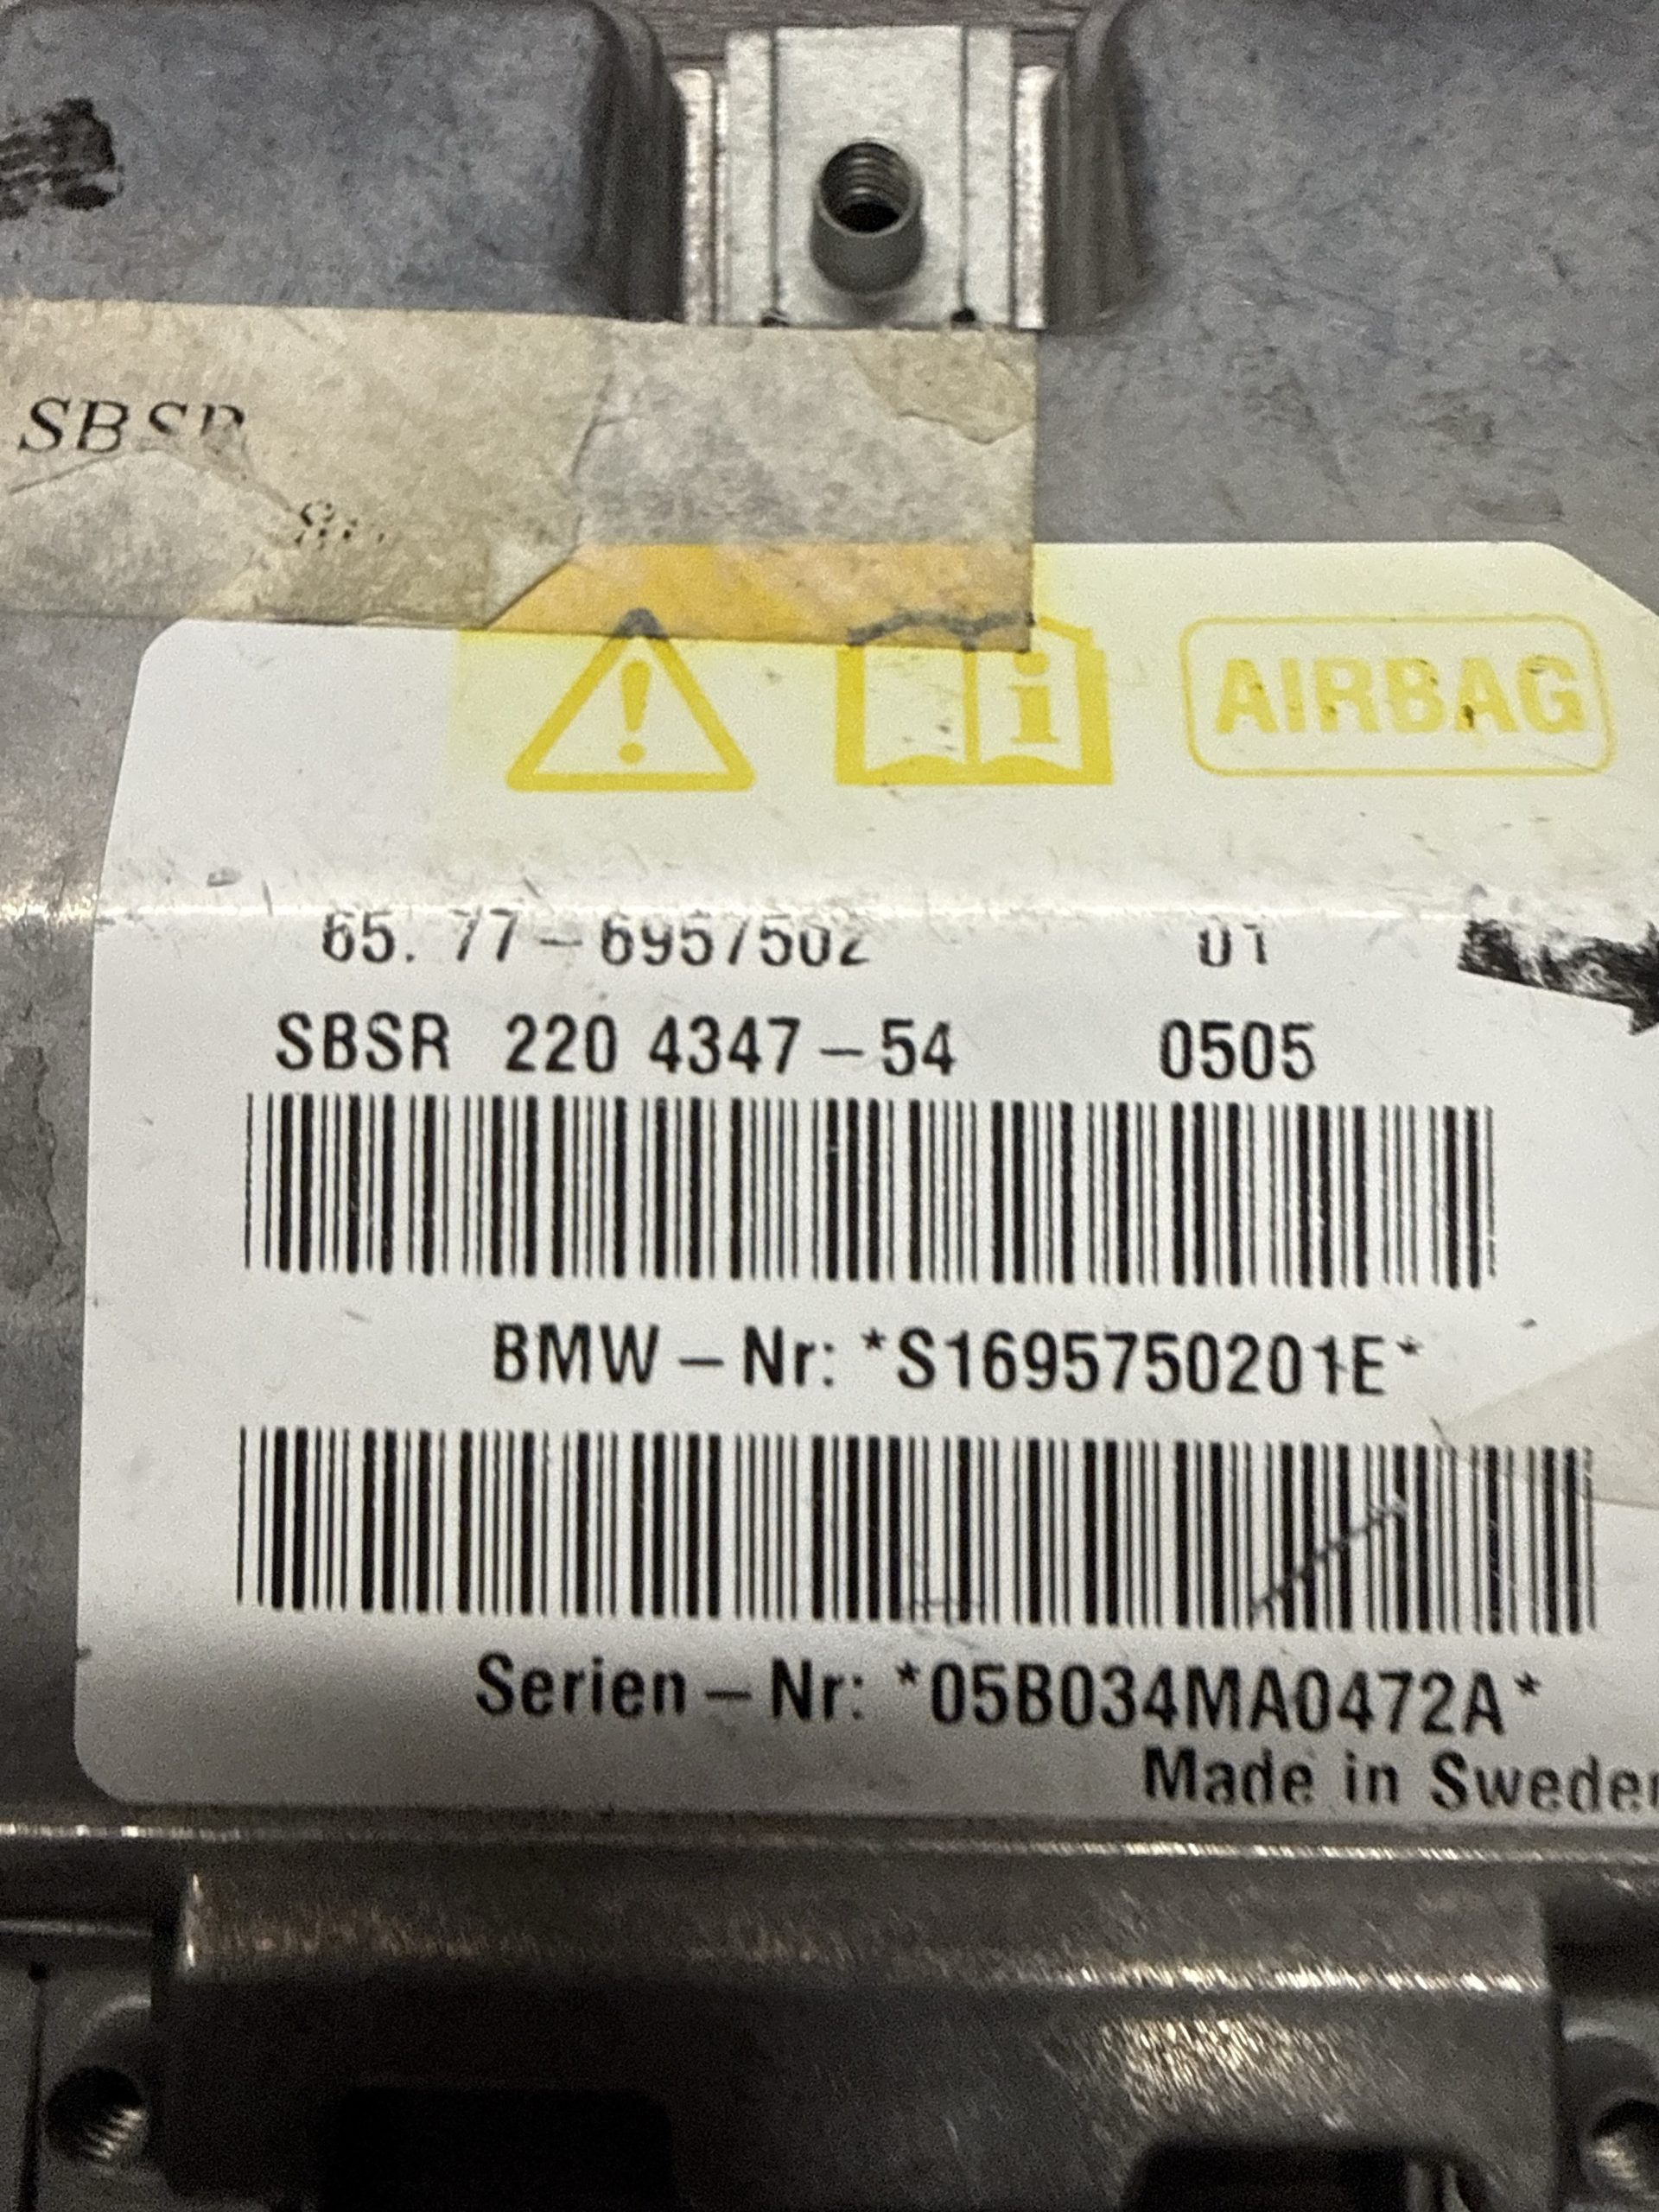 SBSR
AIRBAG
65. 77-6957502 01
SBSR 220 4347-54 0505
BMW-Nr: *S1695750201E*
Serien-Nr: *05B034MA0472A*
Made in Sweden